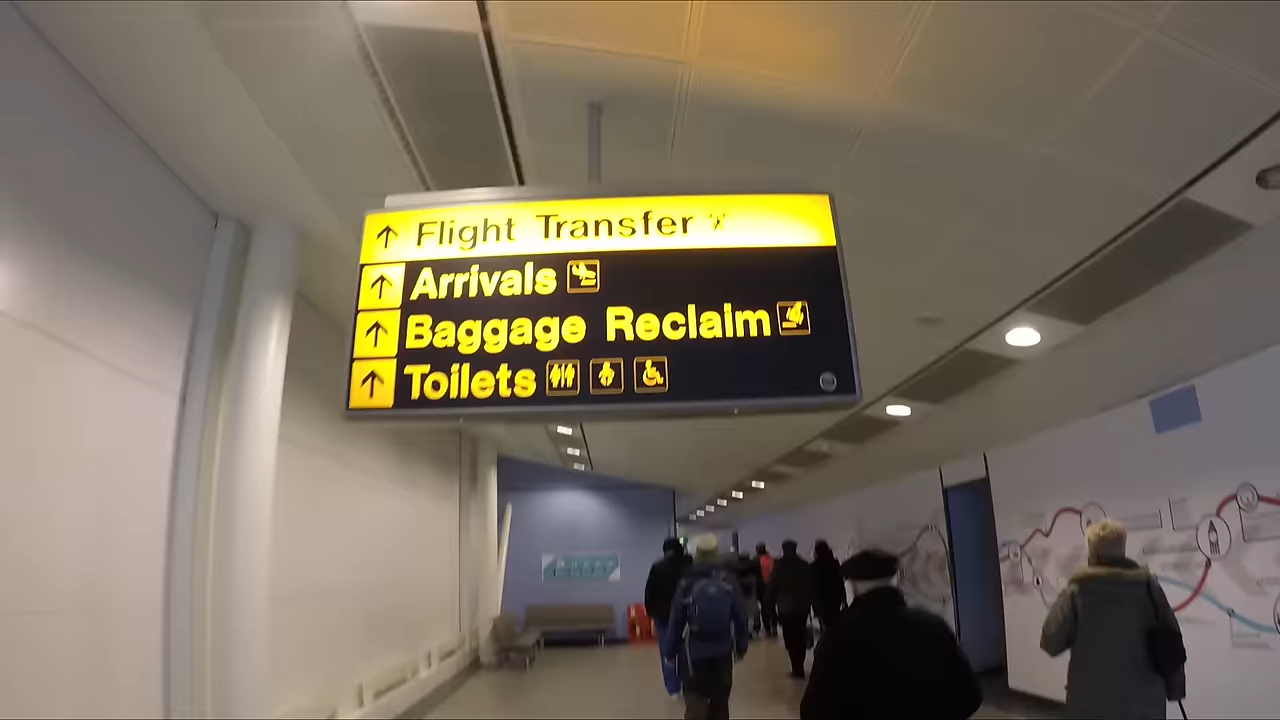 ↑ Flight Transfer
↑ Arrivals
↑ Baggage Reclaim
↑ Toilets